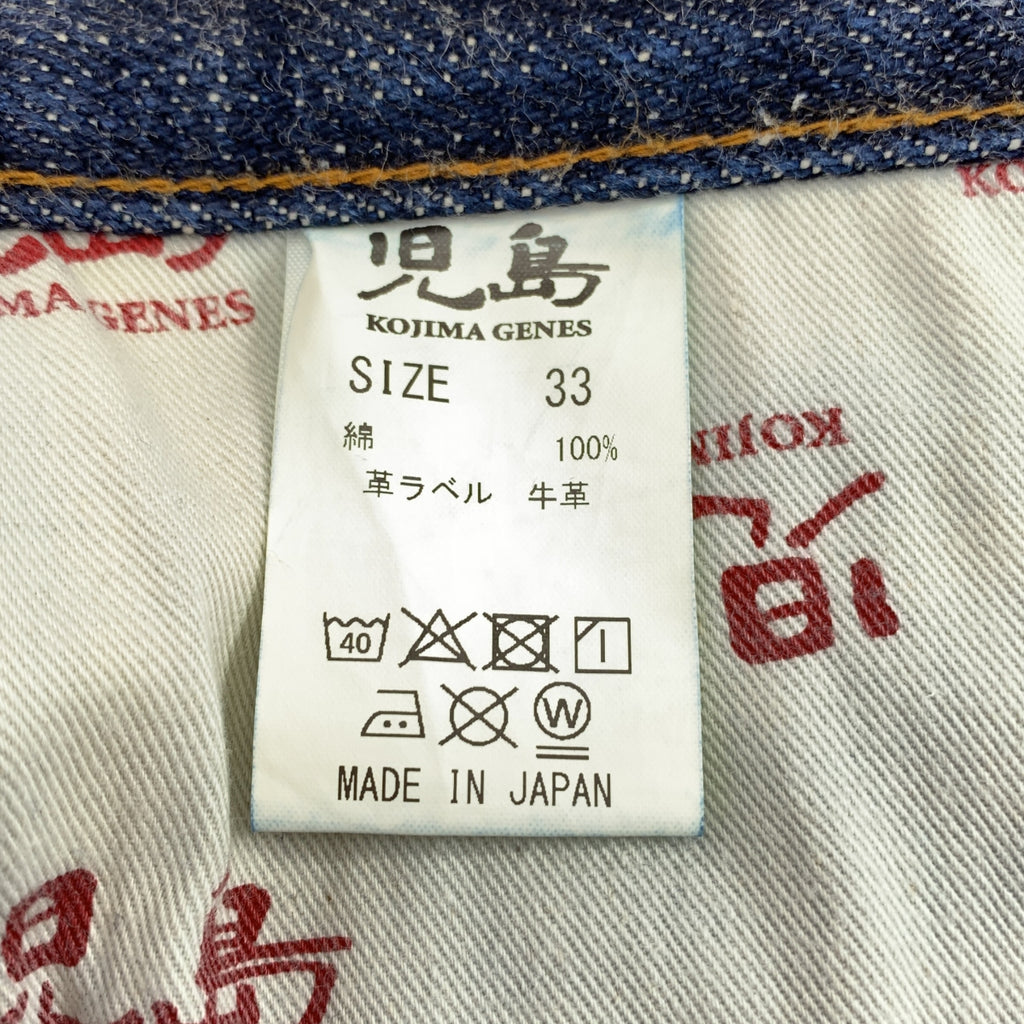 児島
KOJIMA GENES
SIZE 33
綿 100%
革ラベル 牛革
40
W
MADE IN JAPAN
GENES
島